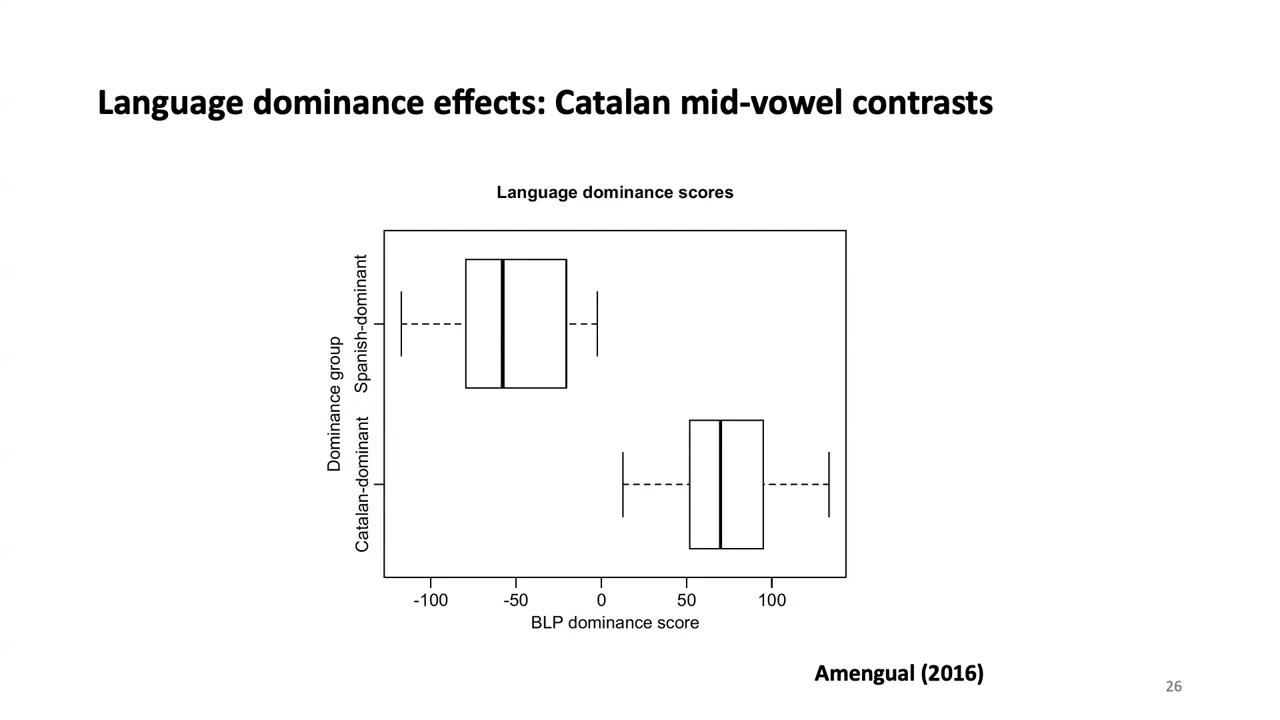 Language dominance effects: Catalan mid-vowel contrasts
Language dominance scores
Dominance group
Spanish-dominant
Catalan-dominant
-100 -50 0 50 100
BLP dominance score
Amengual (2016)
26